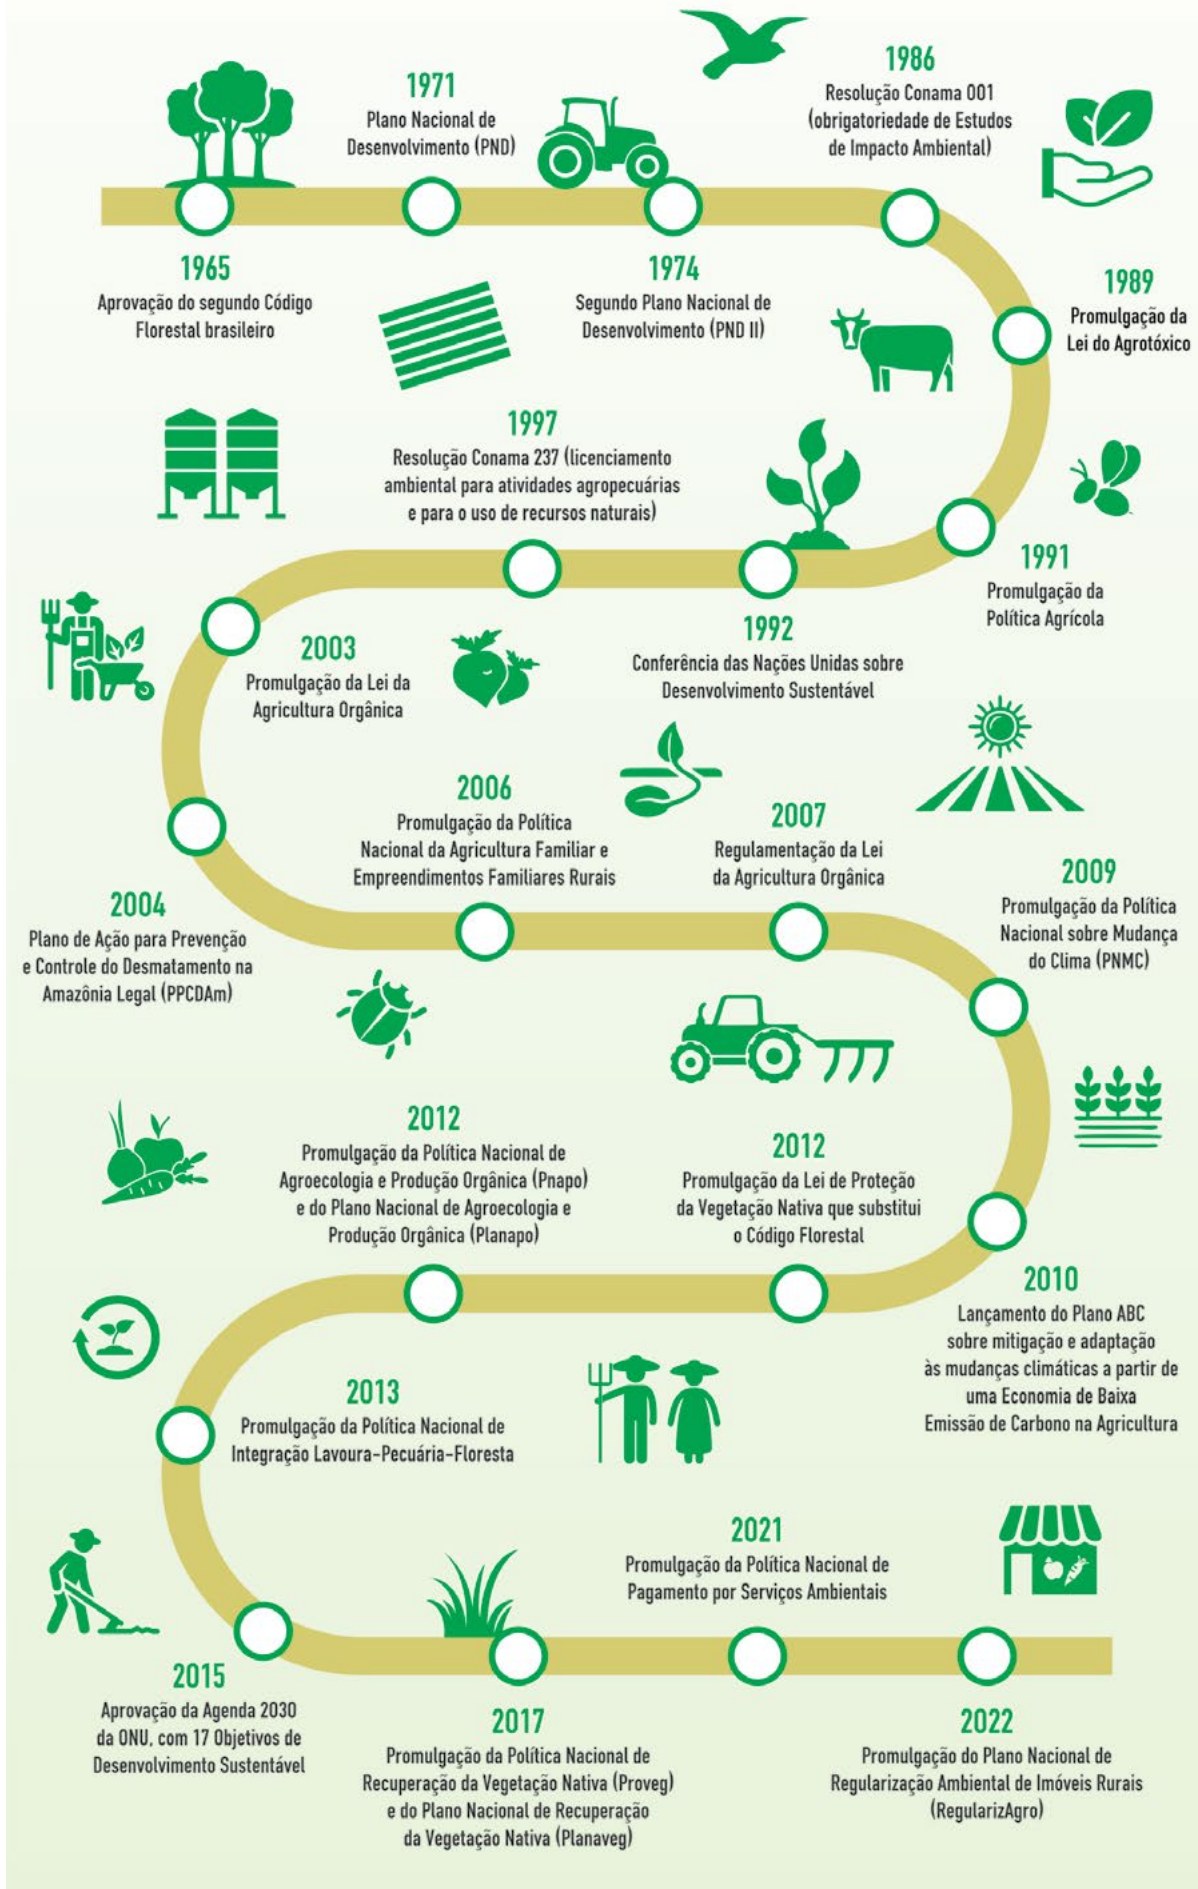 1965
Aprovação do segundo Código
Florestal brasileiro
1971
Plano Nacional de
Desenvolvimento (PND)
1974
Segundo Plano Nacional de
Desenvolvimento (PND II)
1986
Resolução Conama 001
(obrigatoriedade de Estudos
de Impacto Ambiental)
1989
Promulgação da
Lei do Agrotóxico
1991
Promulgação da
Política Agrícola
1992
Conferência das Nações Unidas sobre
Desenvolvimento Sustentável
1997
Resolução Conama 237 (licenciamento
ambiental para atividades agropecuárias
e para o uso de recursos naturais)
2003
Promulgação da Lei da
Agricultura Orgânica
2004
Plano de Ação para Prevenção
e Controle do Desmatamento na
Amazônia Legal (PPCDAm)
2006
Promulgação da Política
Nacional da Agricultura Familiar e
Empreendimentos Familiares Rurais
2007
Regulamentação da Lei
da Agricultura Orgânica
2009
Promulgação da Política
Nacional sobre Mudança
do Clima (PNMC)
2010
Lançamento do Plano ABC
sobre mitigação e adaptação
às mudanças climáticas a partir de
uma Economia de Baixa
Emissão de Carbono na Agricultura
2012
Promulgação da Lei de Proteção
da Vegetação Nativa que substitui
o Código Florestal
2012
Promulgação da Política Nacional de
Agroecologia e Produção Orgânica (Pnapo)
e do Plano Nacional de Agroecologia e
Produção Orgânica (Planapo)
2013
Promulgação da Política Nacional de
Integração Lavoura-Pecuária-Floresta
2015
Aprovação da Agenda 2030
da ONU, com 17 Objetivos de
Desenvolvimento Sustentável
2017
Promulgação da Política Nacional de
Recuperação da Vegetação Nativa (Proveg)
e do Plano Nacional de Recuperação
da Vegetação Nativa (Planaveg)
2021
Promulgação da Política Nacional de
Pagamento por Serviços Ambientais
2022
Promulgação do Plano Nacional de
Regularização Ambiental de Imóveis Rurais
(RegularizAgro)